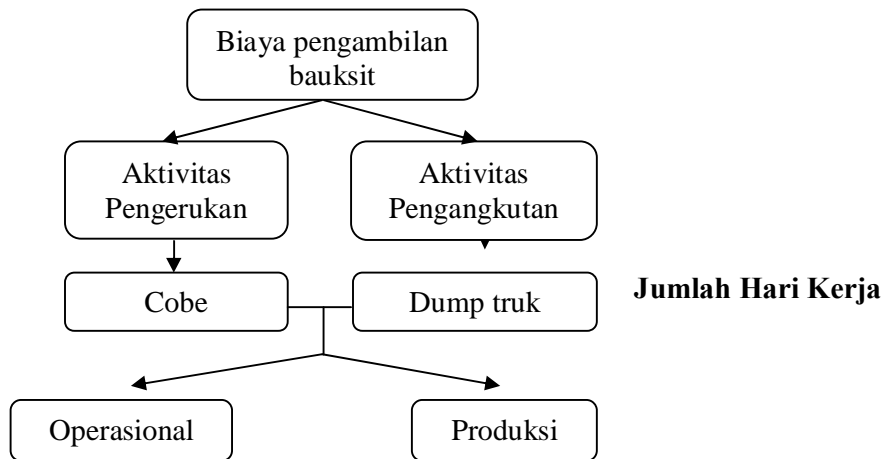 Biaya pengambilan
bauksit
Aktivitas
Pengerukan
Aktivitas
Pengangkutan
Cobe
Dump truk
Jumlah Hari Kerja
Operasional
Produksi